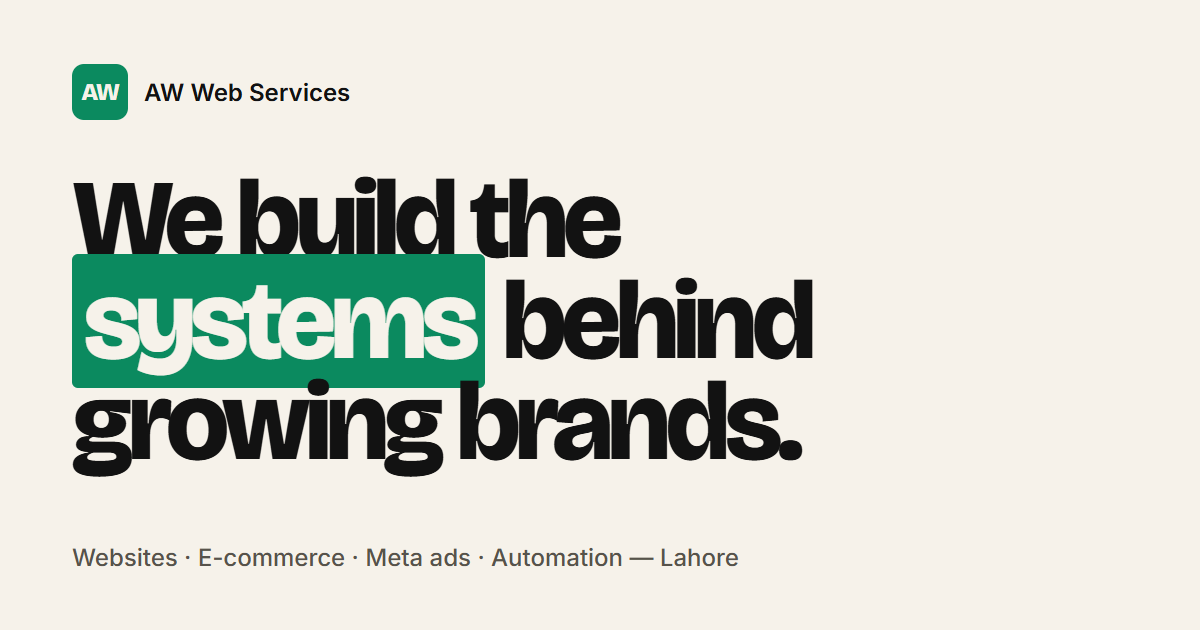 AW
AW Web Services
We build the
systems behind
growing brands.
Websites · E-commerce · Meta ads · Automation — Lahore